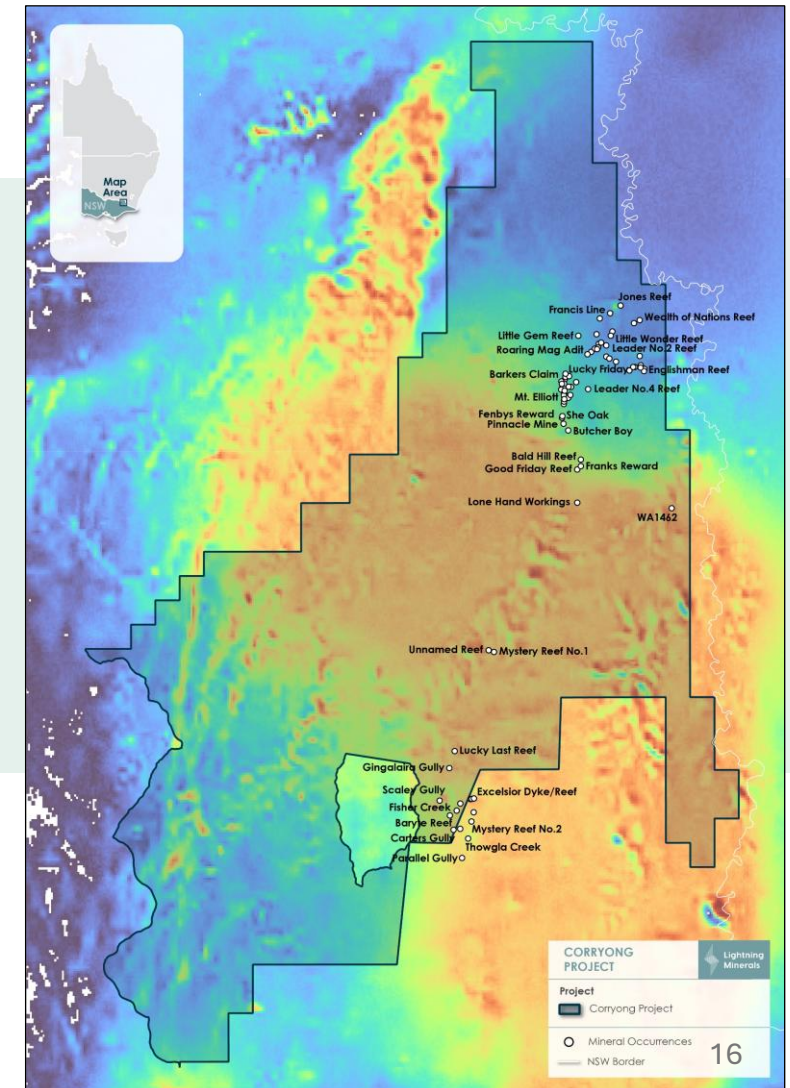 Map
Area
NSW
Jones Reef
Francis Line
Wealth of Nations Reef
Little Gem Reef
Little Wonder Reef
Roaring Mag Adit
Leader No.2 Reef
Barkers Claim
Lucky Friday
Englishman Reef
Mt. Elliott
Leader No.4 Reef
Fenbys Reward
She Oak
Pinnacle Mine
Butcher Boy
Bald Hill Reef
Good Friday Reef
Franks Reward
Lone Hand Workings
WA1462
Unnamed Reef
Mystery Reef No.1
Lucky Last Reef
Gingalaira Gully
Scaley Gully
Excelsior Dyke/Reef
Fisher Creek
Baryte Reef
Mystery Reef No.2
Carters Gully
Thowgla Creek
Parallel Gully
CORRYONG
PROJECT
Lightning
Minerals
Project
Corryong Project
Mineral Occurrences
NSW Border
16